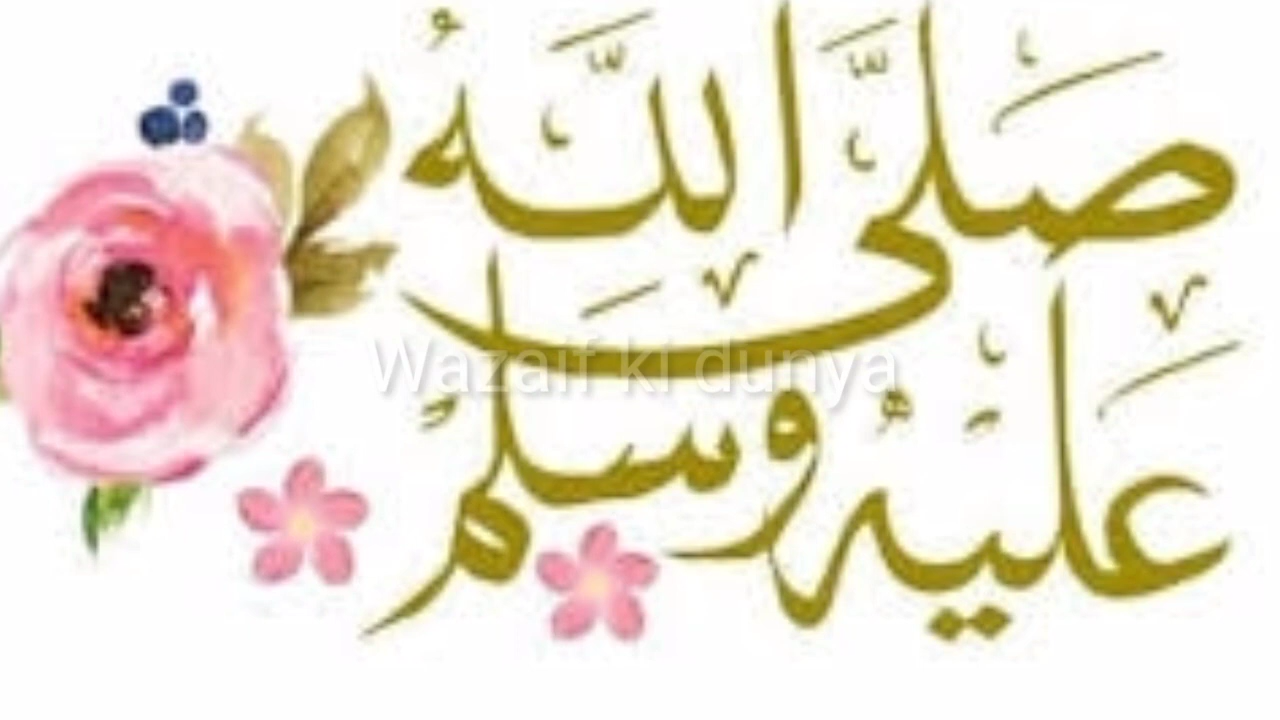 صَلَّى اللَّهُ
عَلَيْهِ وَسَلَّمَ
Wazaif ki dunya